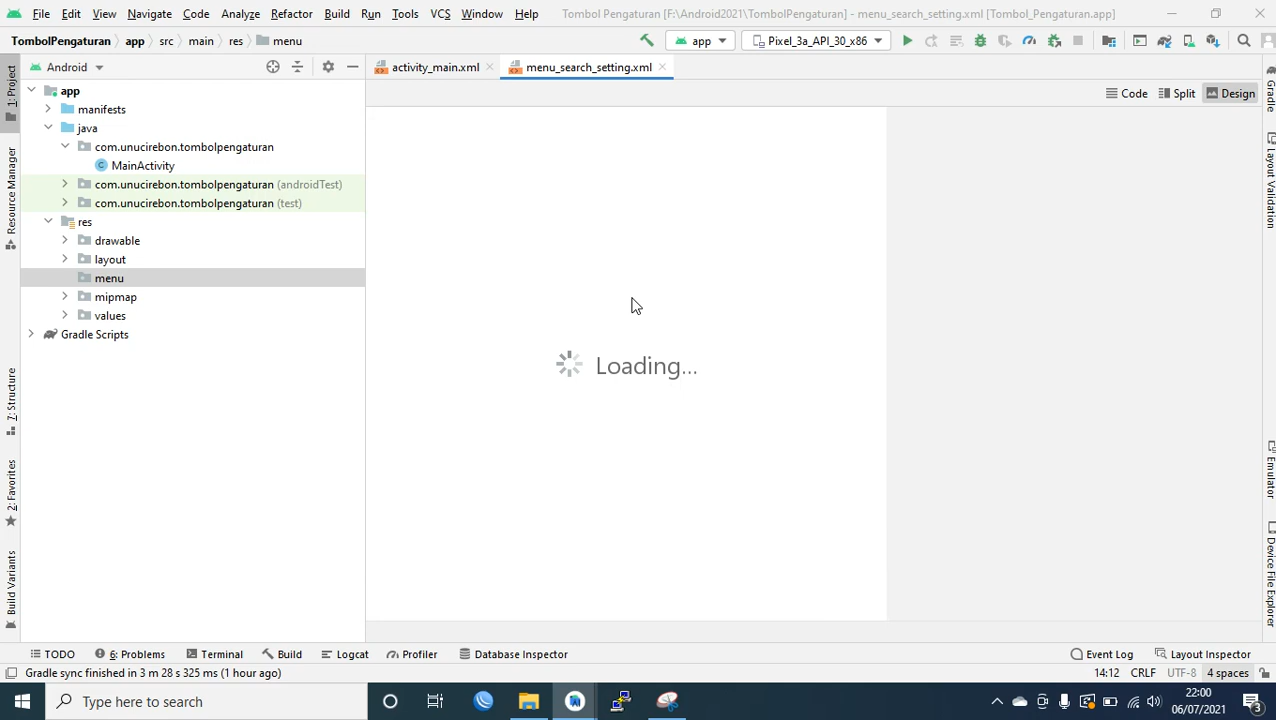 File Edit View Navigate Code Analyze Refactor Build Run Tools VCS Window Help Tombol Pengaturan [F:\Android2021\TombolPengaturan] - menu_search_setting.xml [Tombol_Pengaturan.app]
TombolPengaturan app src main res menu app Pixel_3a_API_30_x86
Android activity_main.xml menu_search_setting.xml
Code Split Design
app
manifests
java
com.unucirebon.tombolpengaturan
MainActivity
com.unucirebon.tombolpengaturan (androidTest)
com.unucirebon.tombolpengaturan (test)
res
drawable
layout
menu
mipmap
values
Gradle Scripts
Loading...
1: Project
Resource Manager
7: Structure
2: Favorites
Build Variants
Gradle
Layout Validation
Emulator
Device File Explorer
TODO 6: Problems Terminal Build Logcat Profiler Database Inspector Event Log Layout Inspector
Gradle sync finished in 3 m 28 s 325 ms (1 hour ago) 14:12 CRLF UTF-8 4 spaces
Type here to search
22:00
06/07/2021
3